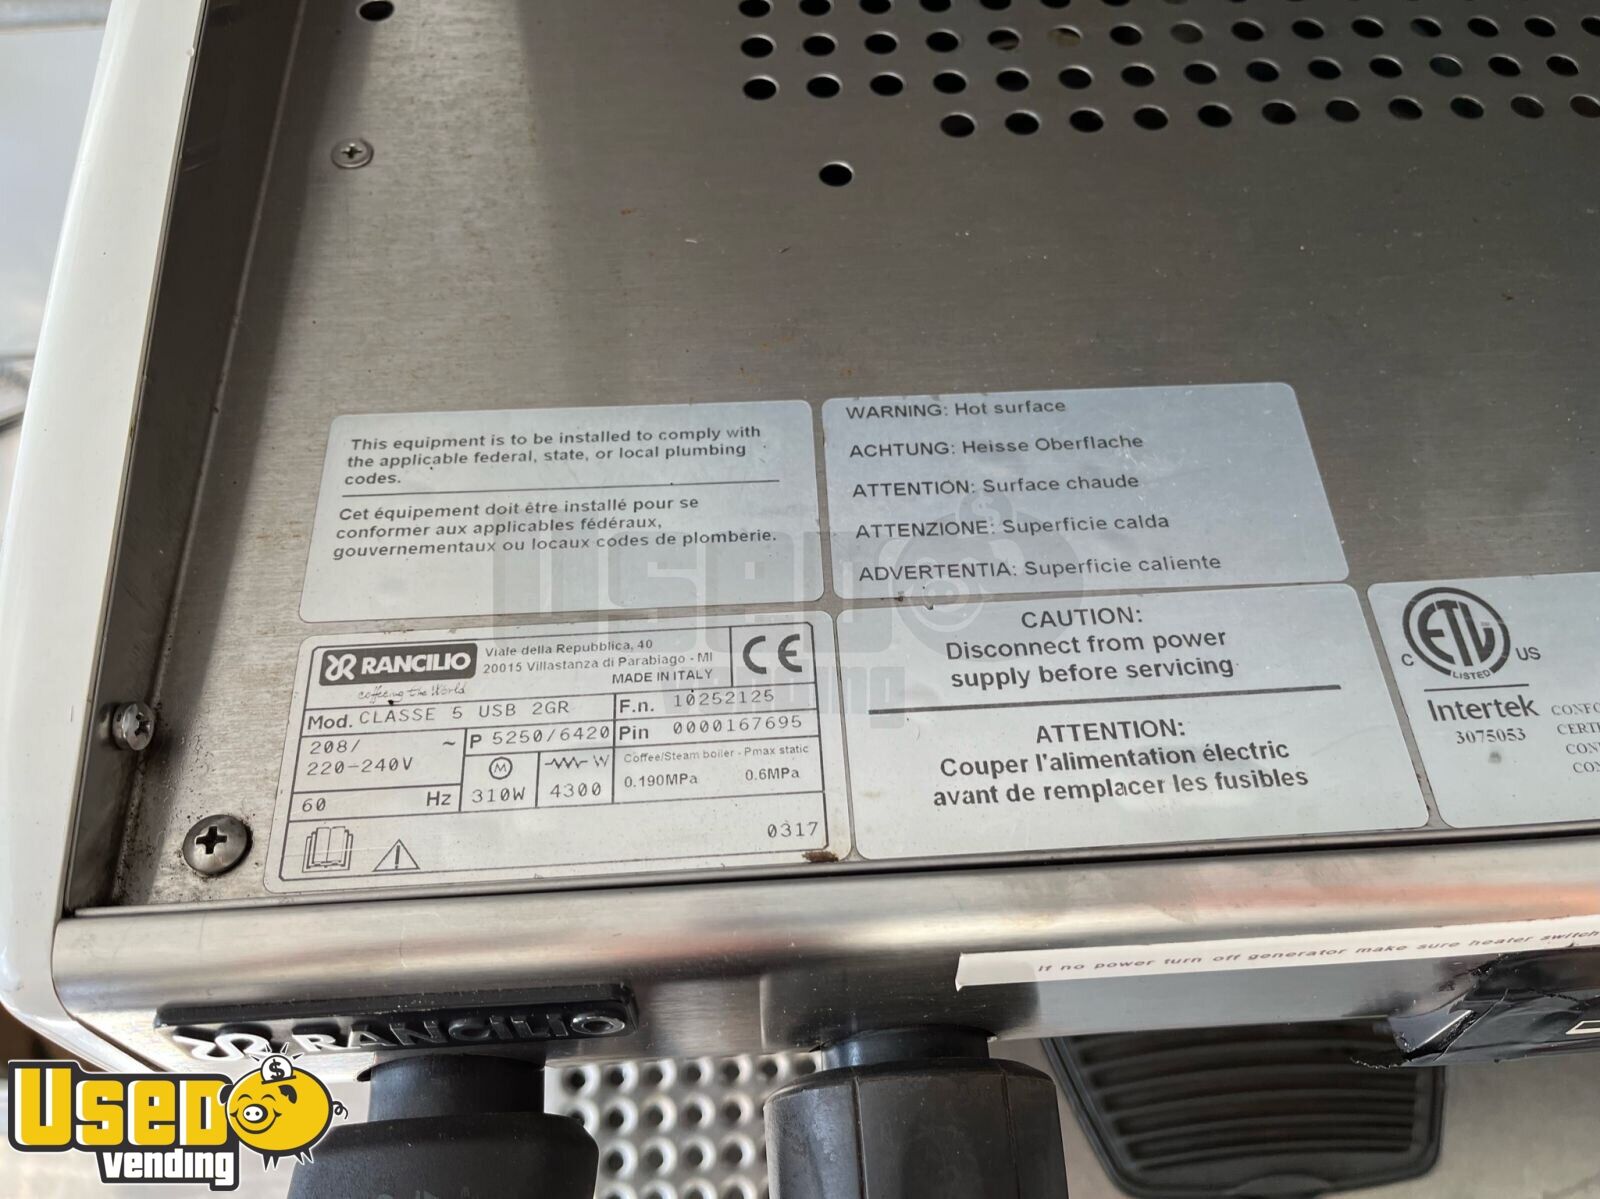 This equipment is to be installed to comply with
the applicable federal, state, or local plumbing
codes.
Cet équipement doit être installé pour se
conformer aux applicables fédéraux,
gouvernementaux ou locaux codes de plomberie.
WARNING: Hot surface
ACHTUNG: Heisse Oberflache
ATTENTION: Surface chaude
ATTENZIONE: Superficie calda
ADVERTENTIA: Superficie caliente
RANCILIO
coffeeing the World
Viale della Repubblica, 40
20015 Villastanza di Parabiago - MI
MADE IN ITALY
CE
Mod. CLASSE 5 USB 2GR
F.n. 10252125
208/
220-240V ~
P 5250/6420
Pin 0000167695
60 Hz
M
310W
W
4300
Coffee/Steam boiler - Pmax static
0.190MPa 0.6MPa
0317
CAUTION:
Disconnect from power
supply before servicing
ATTENTION:
Couper l'alimentation électric
avant de remplacer les fusibles
C ETL US
LISTED
Intertek
3075053
If no power turn off generator make sure heater switch
RANCILIO
USED
vending
USED
vending